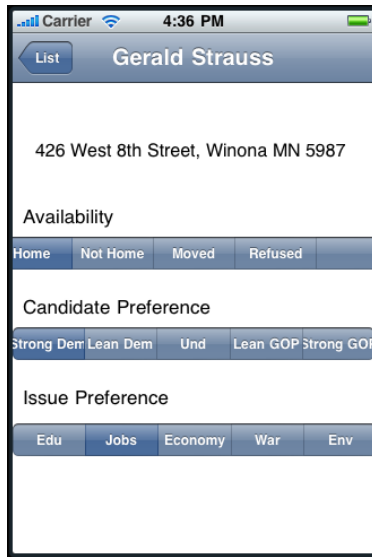 Carrier 4:36 PM
List Gerald Strauss
426 West 8th Street, Winona MN 5987
Availability
Home Not Home Moved Refused
Candidate Preference
Strong Dem Lean Dem Und Lean GOP Strong GOP
Issue Preference
Edu Jobs Economy War Env